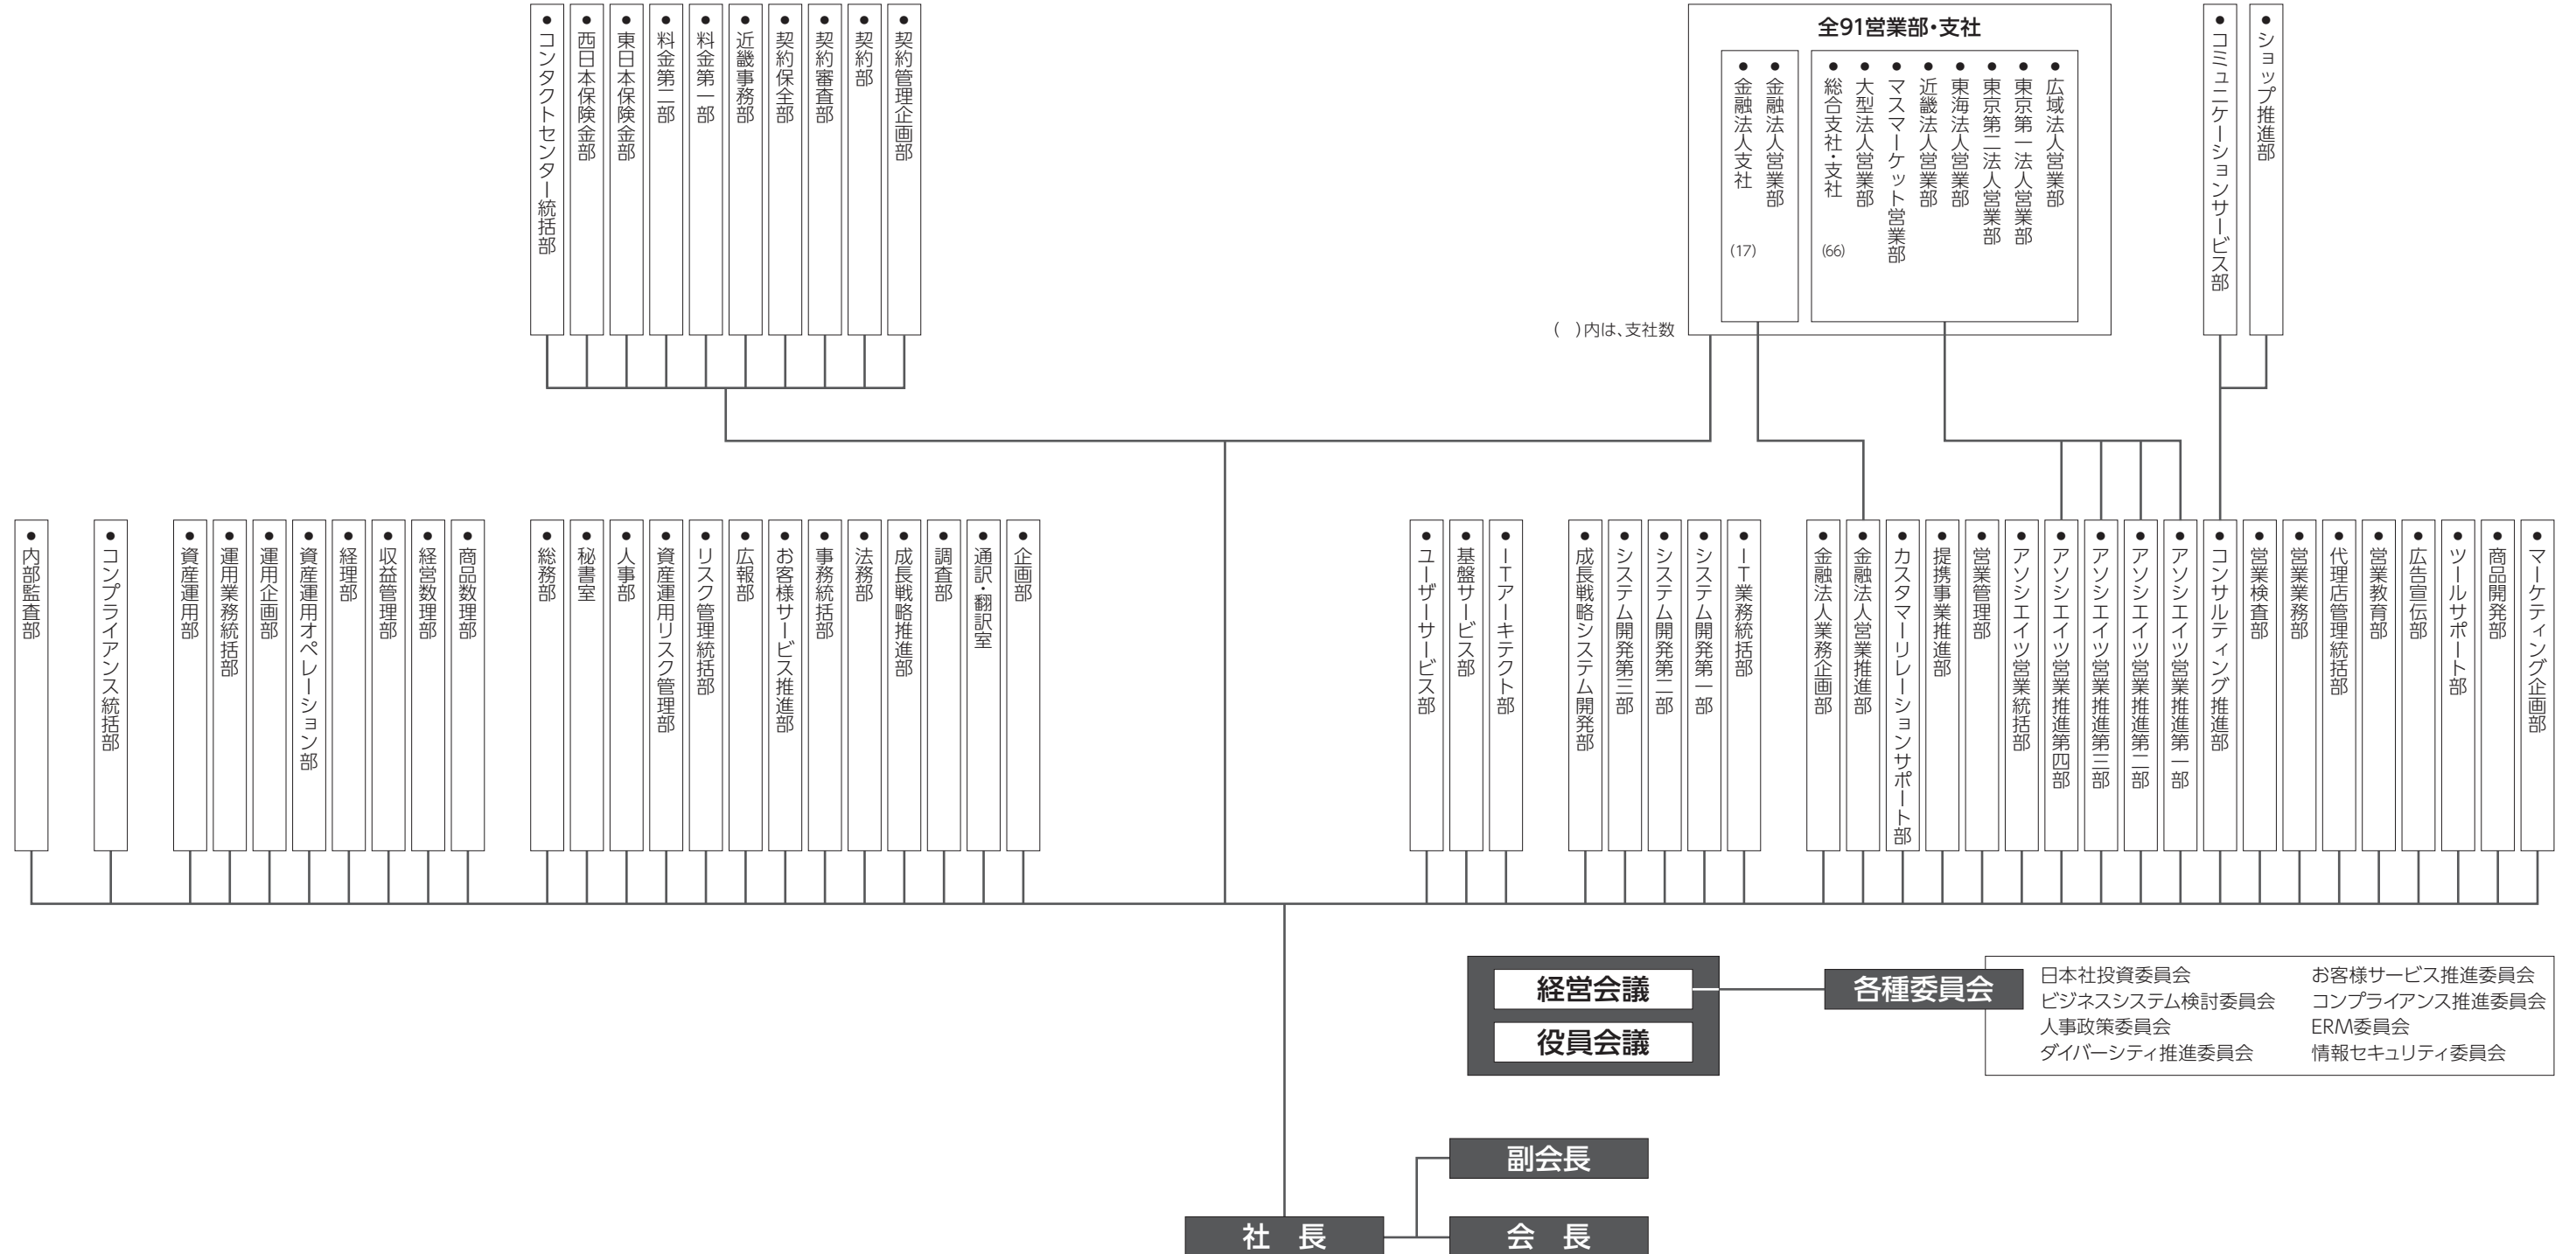 ●ショップ推進部
●コミュニケーションサービス部
全91営業部・支社
●広域法人営業部
●東京第一法人営業部
●東京第二法人営業部
●東海法人営業部
●近畿法人営業部
●マスマーケット営業部
●大型法人営業部
●総合支社・支社 (66)
●金融法人営業部
●金融法人支社 (17)
( )内は、支社数
●契約管理企画部
●契約部
●契約審査部
●契約保全部
●近畿事務部
●料金第一部
●料金第二部
●東日本保険金部
●西日本保険金部
●コンタクトセンター統括部
●マーケティング企画部
●商品開発部
●ツールサポート部
●広告宣伝部
●営業教育部
●代理店管理統括部
●営業業務部
●営業検査部
●コンサルティング推進部
●アソシエイツ営業推進第一部
●アソシエイツ営業推進第二部
●アソシエイツ営業推進第三部
●アソシエイツ営業推進第四部
●アソシエイツ営業統括部
●営業管理部
●提携事業推進部
●カスタマーリレーションサポート部
●金融法人営業推進部
●金融法人業務企画部
●IT業務統括部
●システム開発第一部
●システム開発第二部
●システム開発第三部
●成長戦略システム開発部
●ITアーキテクト部
●基盤サービス部
●ユーザーサービス部
●企画部
●通訳・翻訳室
●調査部
●成長戦略推進部
●法務部
●事務統括部
●お客様サービス推進部
●広報部
●リスク管理統括部
●資産運用リスク管理部
●人事部
●秘書室
●総務部
●商品数理部
●経営数理部
●収益管理部
●経理部
●資産運用オペレーション部
●運用企画部
●運用業務統括部
●資産運用部
●コンプライアンス統括部
●内部監査部
経営会議
役員会議
各種委員会
日本社投資委員会
ビジネスシステム検討委員会
人事政策委員会
ダイバーシティ推進委員会
お客様サービス推進委員会
コンプライアンス推進委員会
ERM委員会
情報セキュリティ委員会
副会長
社 長
会 長